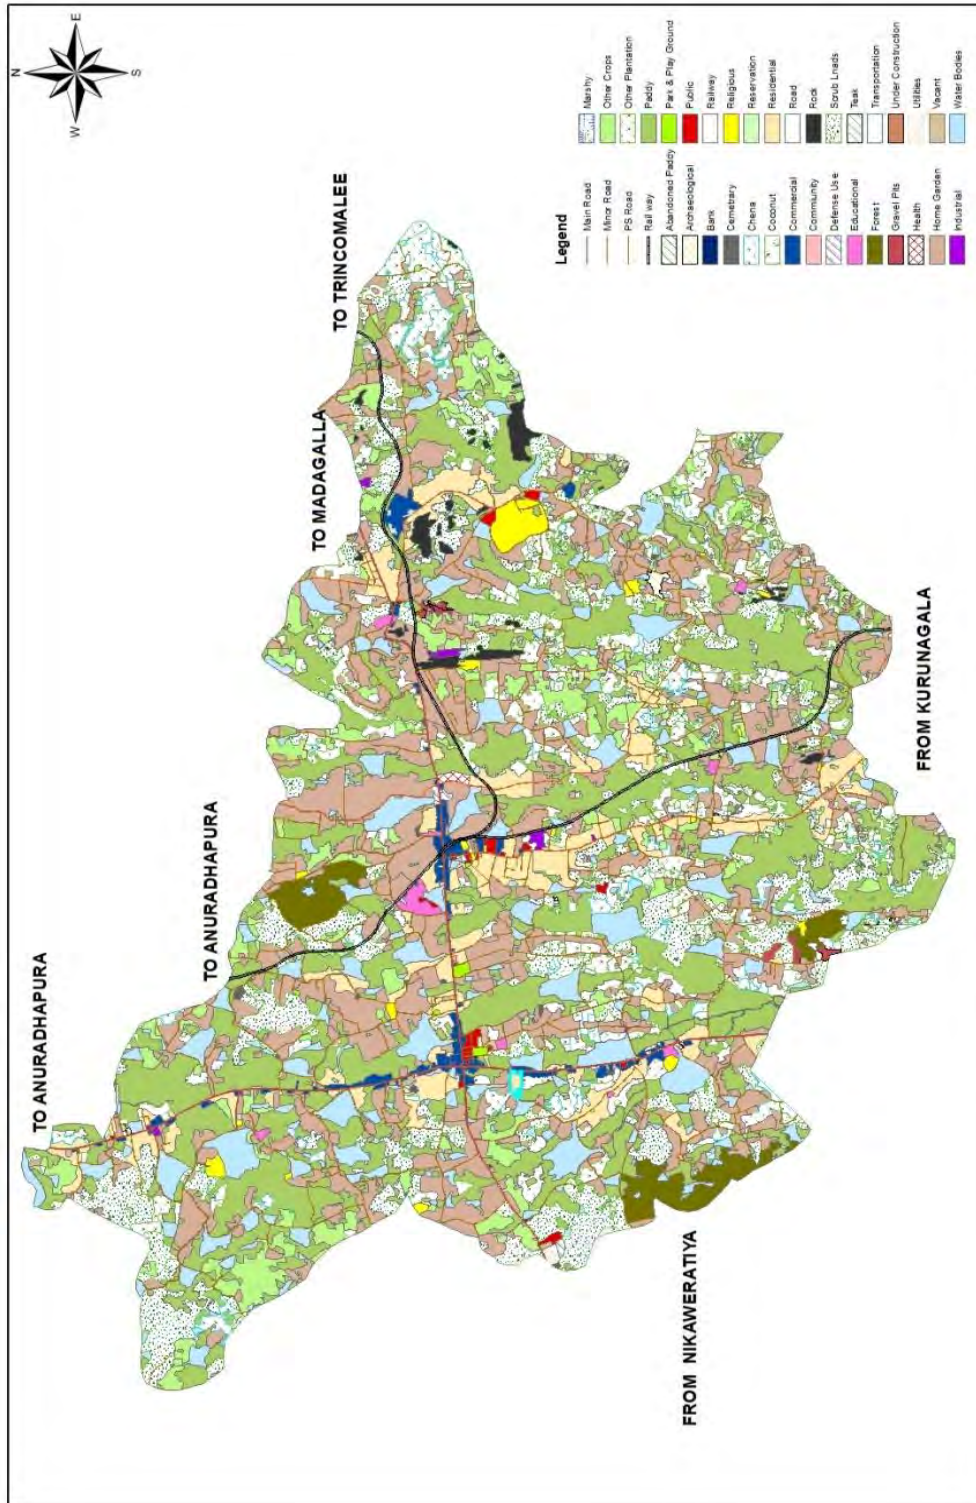 N
E
S
W
TO TRINCOMALEE
TO MADAGALLA
TO ANURADHAPURA
TO ANURADHAPURA
FROM KURUNAGALA
FROM NIKAWERATIYA
Legend
Main Road
Minor Road
PS Road
Rail way
Abandoned Paddy
Archaeological
Bank
Cemetrary
Chena
Coconut
Commercial
Community
Defense Use
Educational
Forest
Gravel Pits
Health
Home Garden
Industrial
Marshy
Other Crops
Other Plantation
Paddy
Park & Play Ground
Public
Railway
Religious
Reservation
Residential
Road
Rock
Scrub Lnads
Teak
Transportation
Under Construction
Utilities
Vacant
Water Bodies